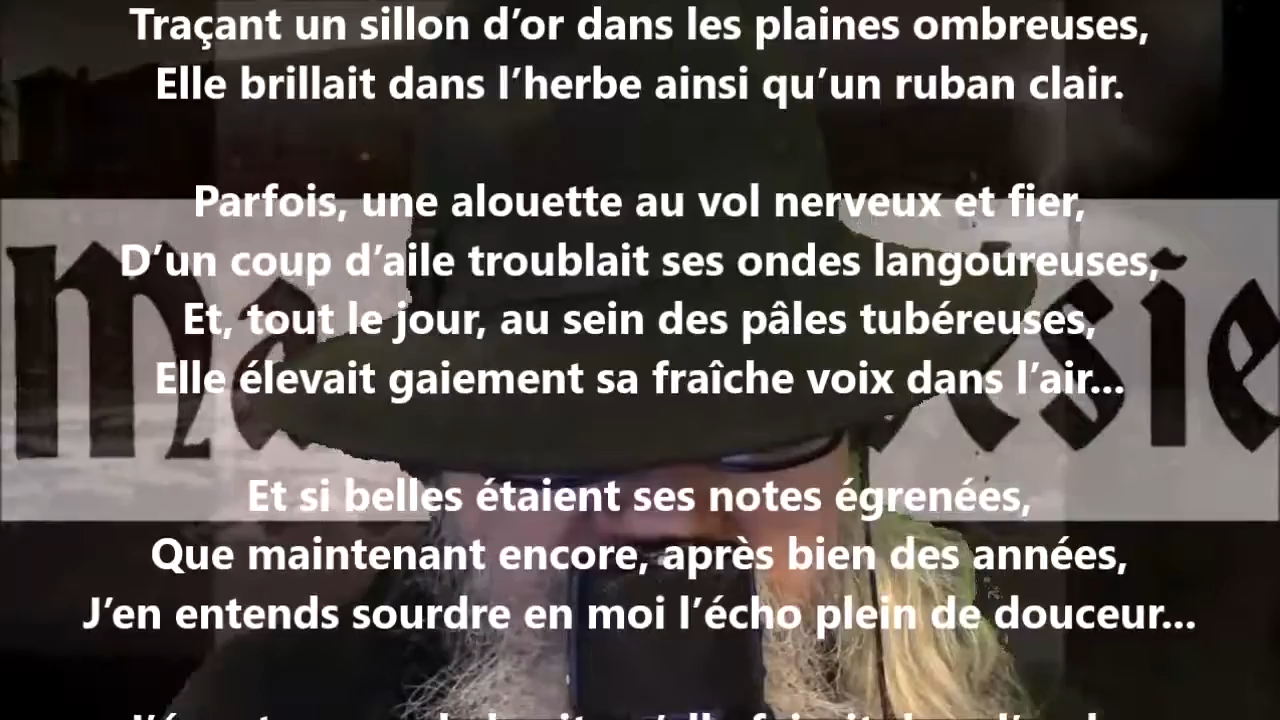 Traçant un sillon d’or dans les plaines ombreuses,
Elle brillait dans l’herbe ainsi qu’un ruban clair.
Parfois, une alouette au vol nerveux et fier,
D’un coup d’aile troublait ses ondes langoureuses,
Et, tout le jour, au sein des pâles tubéreuses,
Elle élevait gaiement sa fraîche voix dans l’air...
Et si belles étaient ses notes égrenées,
Que maintenant encore, après bien des années,
J’en entends sourdre en moi l’écho plein de douceur...